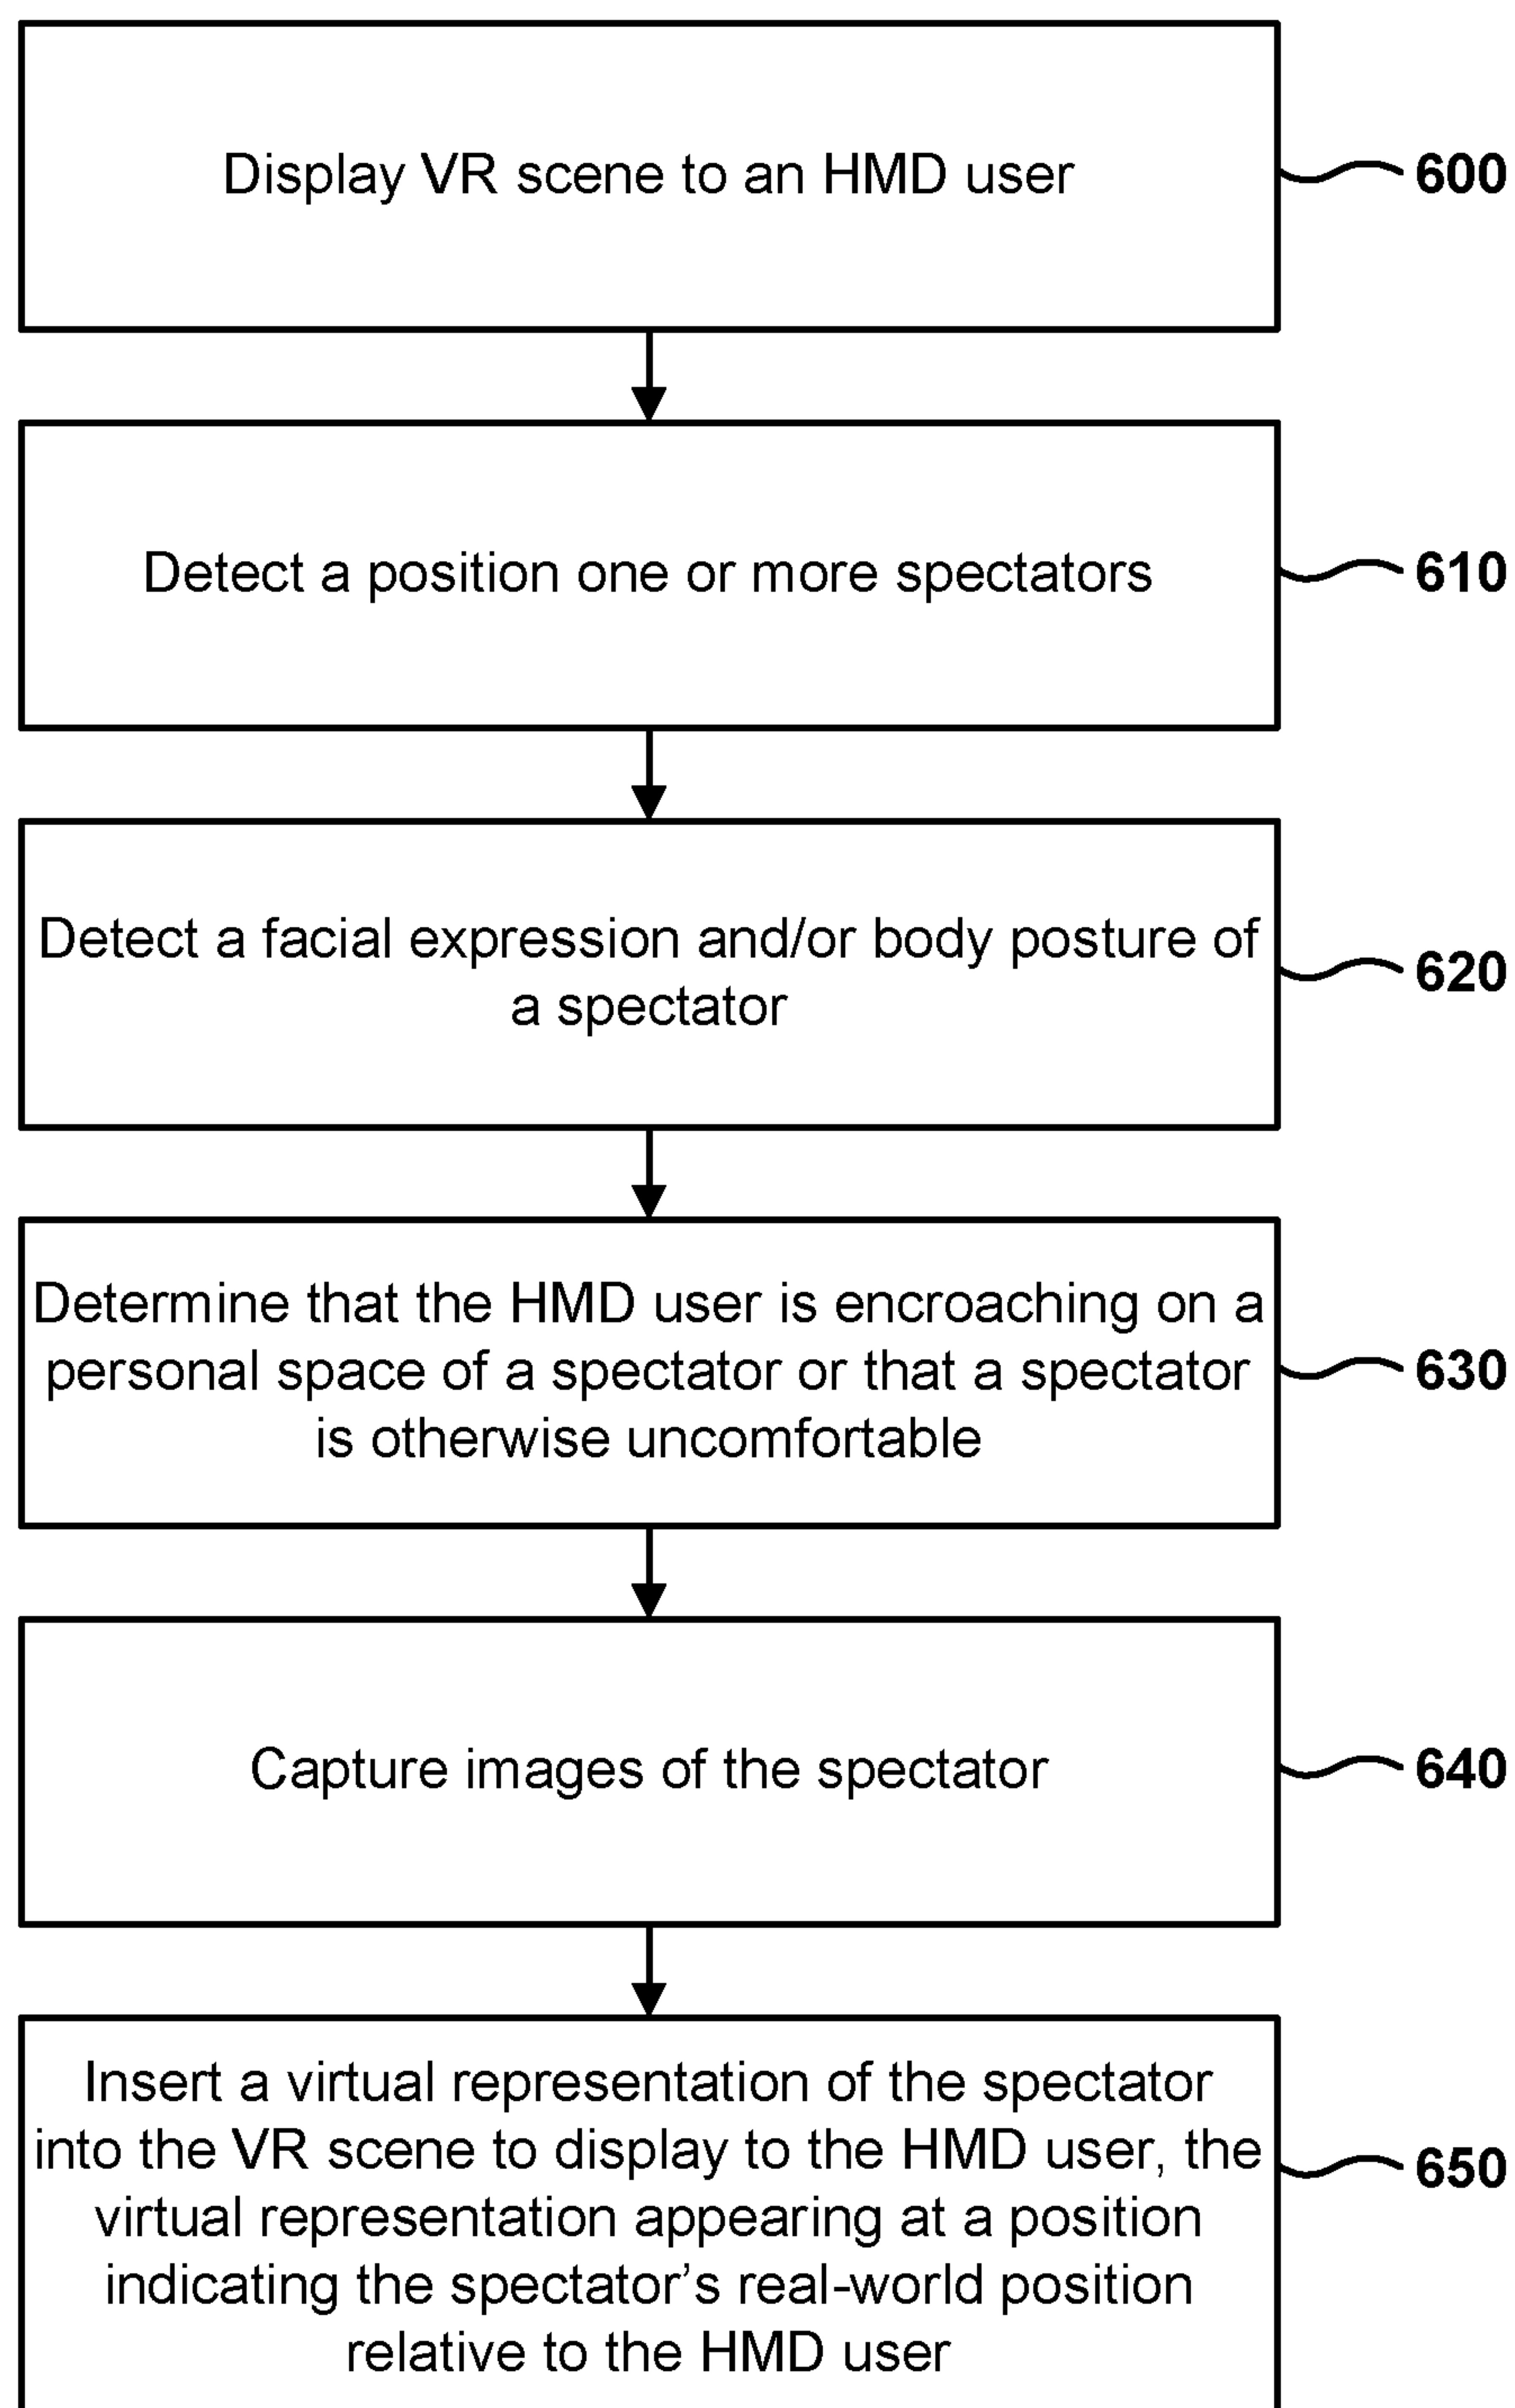 Display VR scene to an HMD user
600
Detect a position one or more spectators
610
Detect a facial expression and/or body posture of
a spectator
620
Determine that the HMD user is encroaching on a
personal space of a spectator or that a spectator
is otherwise uncomfortable
630
Capture images of the spectator
640
Insert a virtual representation of the spectator
into the VR scene to display to the HMD user, the
virtual representation appearing at a position
indicating the spectator’s real-world position
relative to the HMD user
650